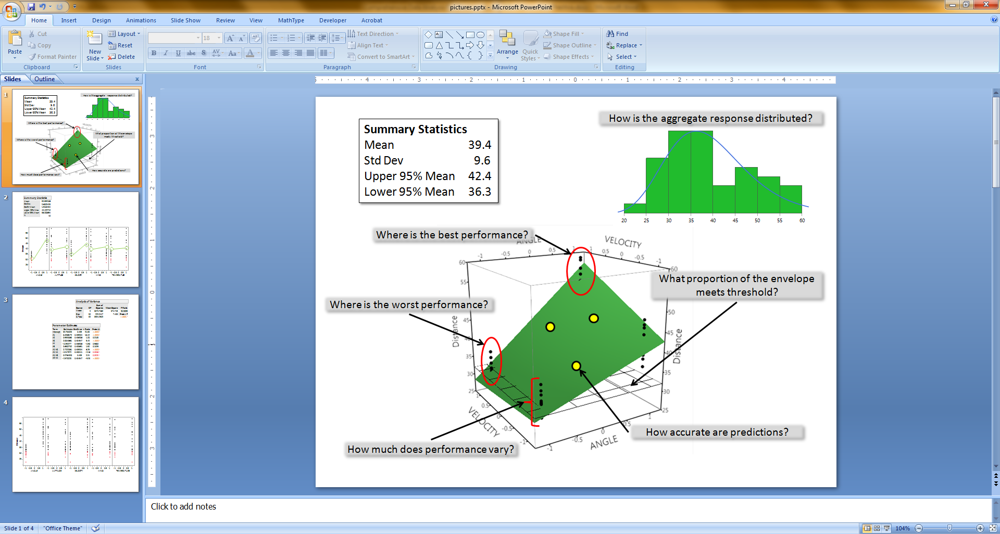 pictures.pptx - Microsoft PowerPoint
Home Insert Design Animations Slide Show Review View MathType Developer Acrobat
Paste
Cut
Copy
Format Painter
Clipboard
New Slide
Layout
Reset
Delete
Slides
18
Font
Text Direction
Align Text
Convert to SmartArt
Paragraph
Arrange
Quick Styles
Shape Fill
Shape Outline
Shape Effects
Drawing
Find
Replace
Select
Editing
Slides Outline
1
2
3
4
Summary Statistics
Mean 39.4
Std Dev 9.6
Upper 95% Mean 42.4
Lower 95% Mean 36.3
How is the aggregate response distributed?
20 25 30 35 40 45 50 55 60
Where is the best performance?
ANGLE
VELOCITY
-1 -0.5 0 0.5 1
1 0.5 0 -0.5 -1
What proportion of the envelope
meets threshold?
Where is the worst performance?
Distance
60 55 45 35 30 25
Distance
60 50 45 40 35 30 25
VELOCITY
1 0.5 0 -0.5 -1
ANGLE
-1 -0.5 0 0.5 1
How accurate are predictions?
How much does performance vary?
Click to add notes
Slide 1 of 4 "Office Theme" 104%